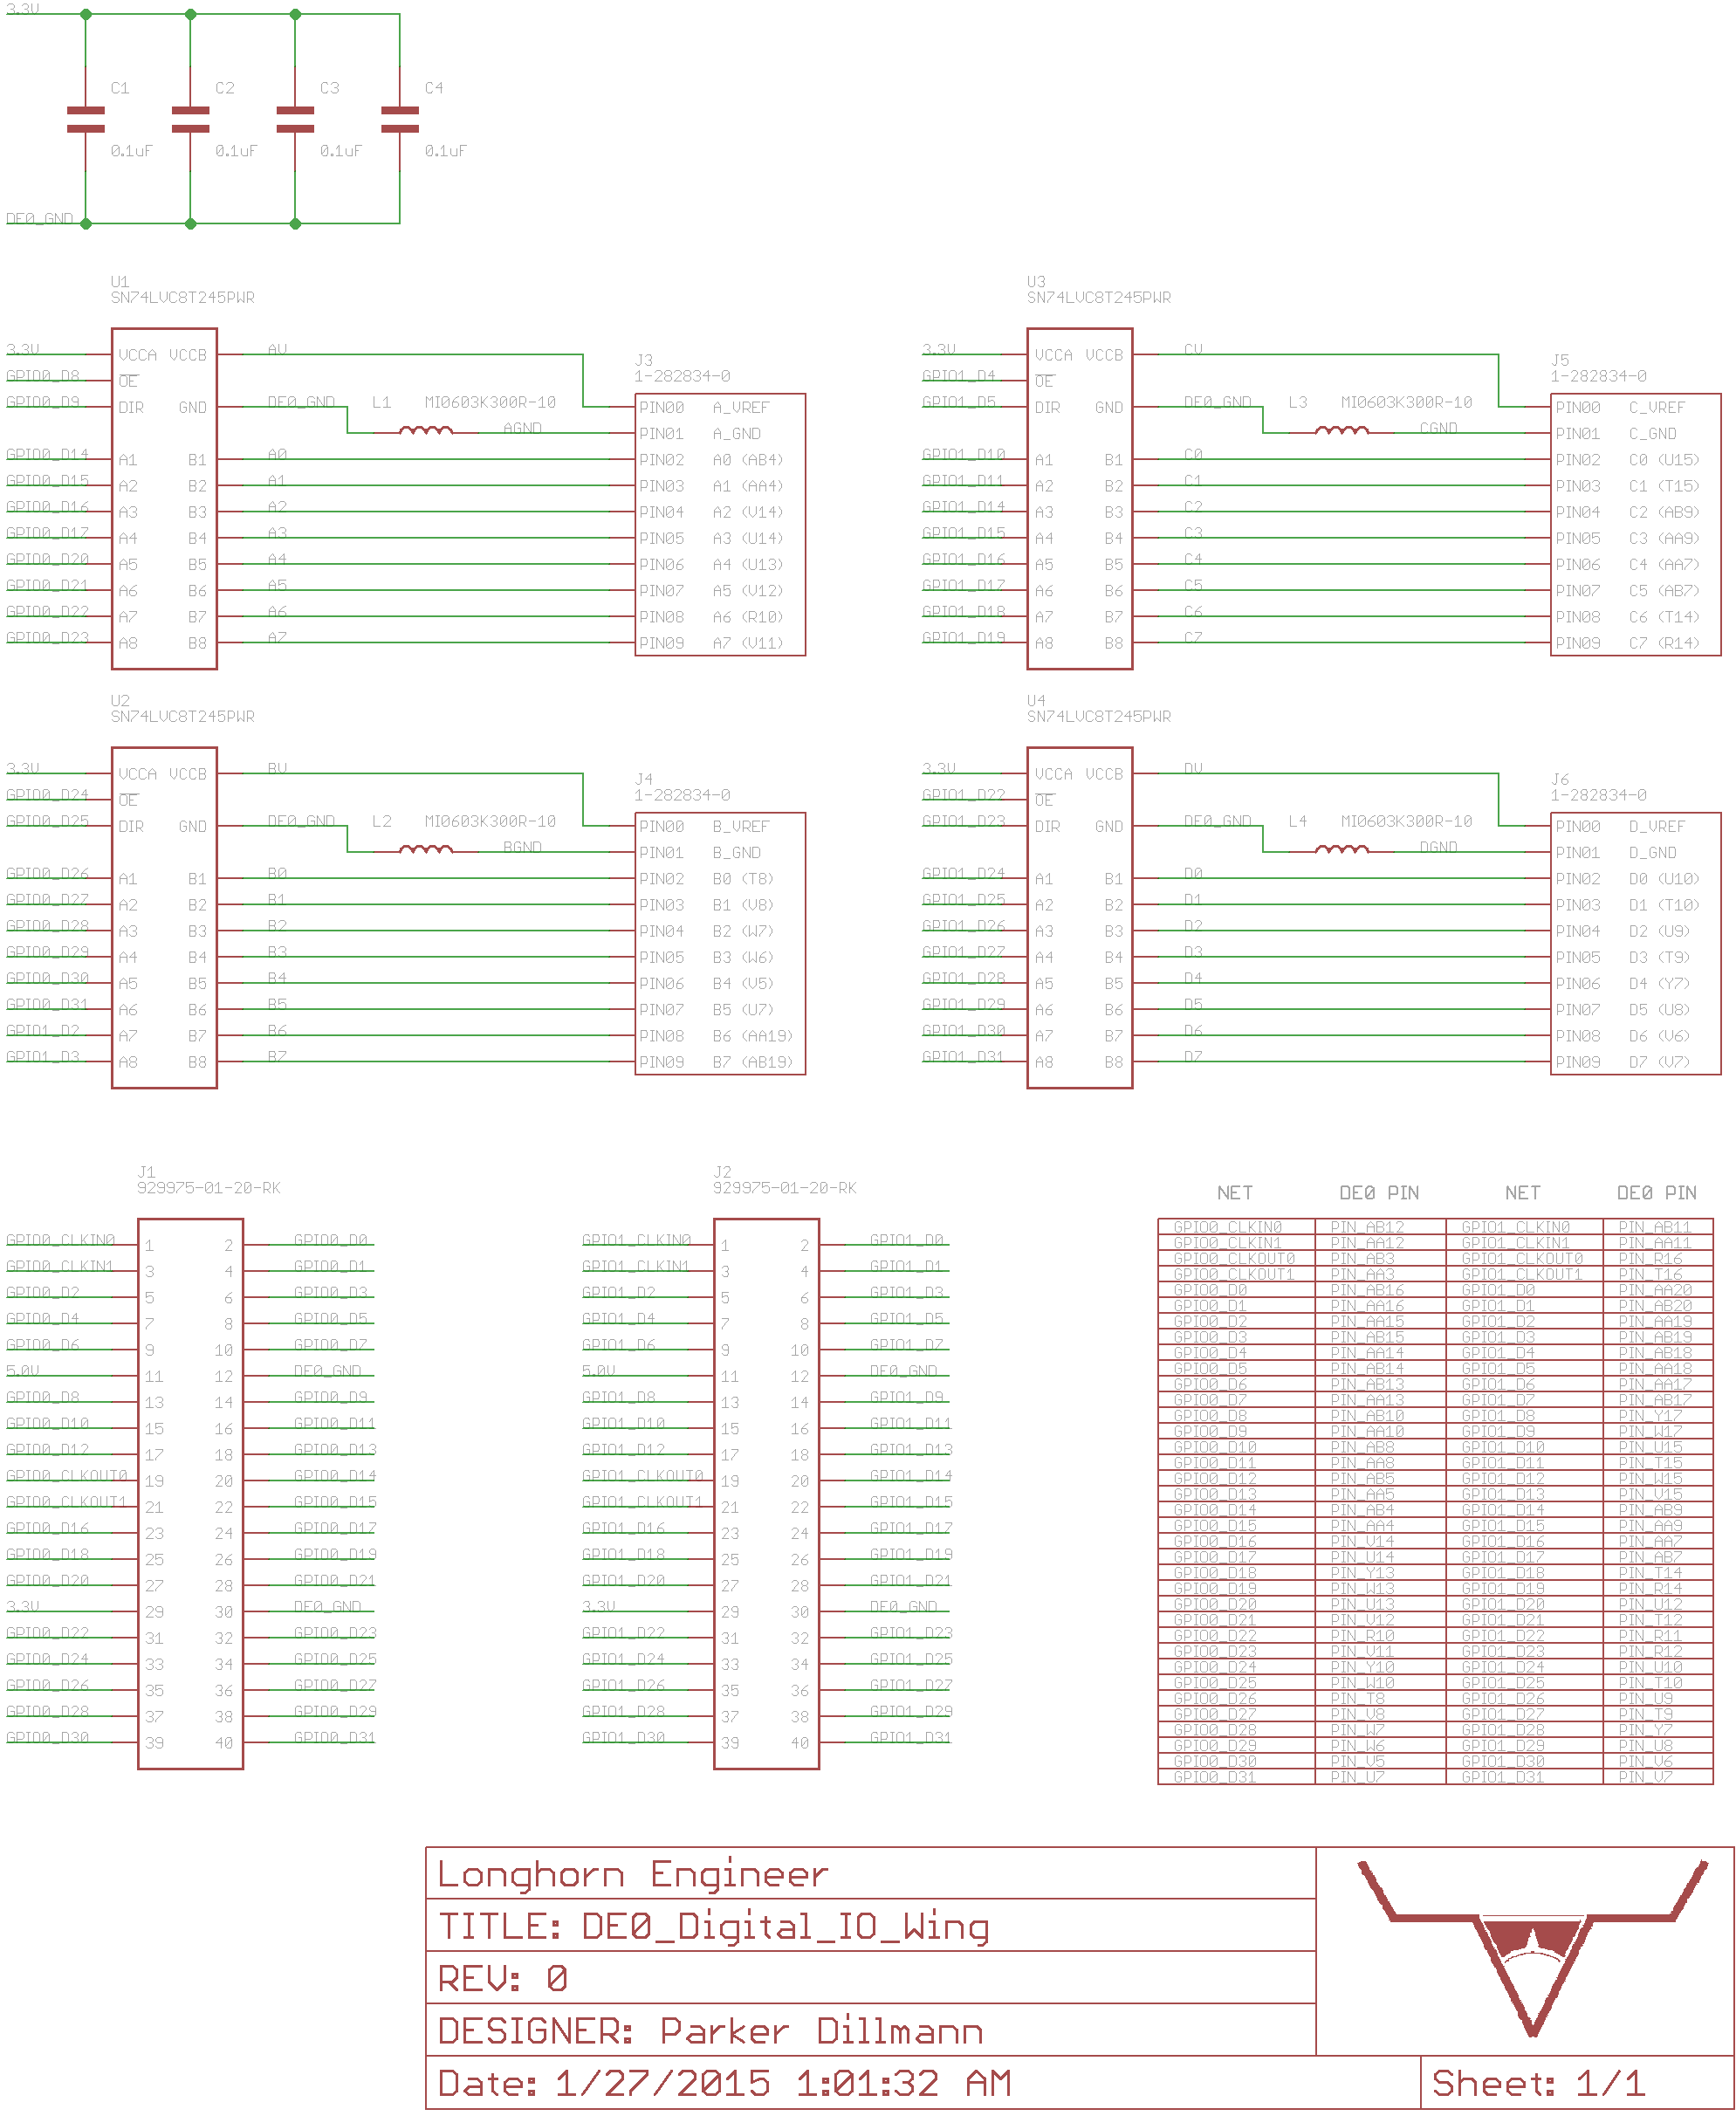 3.3V
C1 C2 C3 C4
0.1uF 0.1uF 0.1uF 0.1uF
DE0_GND
U1
SN74LVC8T245PWR
3.3V VCCA VCCB AV
GPIO0_D8 OE
GPIO0_D9 DIR GND DE0_GND L1 MI0603K300R-10 AGND
GPIO0_D14 A1 B1 A0
GPIO0_D15 A2 B2 A1
GPIO0_D16 A3 B3 A2
GPIO0_D17 A4 B4 A3
GPIO0_D20 A5 B5 A4
GPIO0_D21 A6 B6 A5
GPIO0_D22 A7 B7 A6
GPIO0_D23 A8 B8 A7
J3
1-282834-0
PIN00 A_VREF
PIN01 A_GND
PIN02 A0 (AB4)
PIN03 A1 (AA4)
PIN04 A2 (V14)
PIN05 A3 (U14)
PIN06 A4 (U13)
PIN07 A5 (V12)
PIN08 A6 (R10)
PIN09 A7 (V11)
U3
SN74LVC8T245PWR
3.3V VCCA VCCB CV
GPIO1_D4 OE
GPIO1_D5 DIR GND DE0_GND L3 MI0603K300R-10 CGND
GPIO1_D10 A1 B1 C0
GPIO1_D11 A2 B2 C1
GPIO1_D14 A3 B3 C2
GPIO1_D15 A4 B4 C3
GPIO1_D16 A5 B5 C4
GPIO1_D17 A6 B6 C5
GPIO1_D18 A7 B7 C6
GPIO1_D19 A8 B8 C7
J5
1-282834-0
PIN00 C_VREF
PIN01 C_GND
PIN02 C0 (U15)
PIN03 C1 (T15)
PIN04 C2 (AB9)
PIN05 C3 (AA9)
PIN06 C4 (AA7)
PIN07 C5 (AB7)
PIN08 C6 (T14)
PIN09 C7 (R14)
U2
SN74LVC8T245PWR
3.3V VCCA VCCB BV
GPIO0_D24 OE
GPIO0_D25 DIR GND DE0_GND L2 MI0603K300R-10 BGND
GPIO0_D26 A1 B1 B0
GPIO0_D27 A2 B2 B1
GPIO0_D28 A3 B3 B2
GPIO0_D29 A4 B4 B3
GPIO0_D30 A5 B5 B4
GPIO0_D31 A6 B6 B5
GPIO1_D2 A7 B7 B6
GPIO1_D3 A8 B8 B7
J4
1-282834-0
PIN00 B_VREF
PIN01 B_GND
PIN02 B0 (T8)
PIN03 B1 (V8)
PIN04 B2 (W7)
PIN05 B3 (W6)
PIN06 B4 (V5)
PIN07 B5 (U7)
PIN08 B6 (AA19)
PIN09 B7 (AB19)
U4
SN74LVC8T245PWR
3.3V VCCA VCCB DV
GPIO1_D22 OE
GPIO1_D23 DIR GND DE0_GND L4 MI0603K300R-10 DGND
GPIO1_D24 A1 B1 D0
GPIO1_D25 A2 B2 D1
GPIO1_D26 A3 B3 D2
GPIO1_D27 A4 B4 D3
GPIO1_D28 A5 B5 D4
GPIO1_D29 A6 B6 D5
GPIO1_D30 A7 B7 D6
GPIO1_D31 A8 B8 D7
J6
1-282834-0
PIN00 D_VREF
PIN01 D_GND
PIN02 D0 (U10)
PIN03 D1 (T10)
PIN04 D2 (U9)
PIN05 D3 (T9)
PIN06 D4 (Y7)
PIN07 D5 (U8)
PIN08 D6 (V6)
PIN09 D7 (V7)
J1
929975-01-20-RK
GPIO0_CLKIN0 1 2 GPIO0_D0
GPIO0_CLKIN1 3 4 GPIO0_D1
GPIO0_D2 5 6 GPIO0_D3
GPIO0_D4 7 8 GPIO0_D5
GPIO0_D6 9 10 GPIO0_D7
5.0V 11 12 DE0_GND
GPIO0_D8 13 14 GPIO0_D9
GPIO0_D10 15 16 GPIO0_D11
GPIO0_D12 17 18 GPIO0_D13
GPIO0_CLKOUT0 19 20 GPIO0_D14
GPIO0_CLKOUT1 21 22 GPIO0_D15
GPIO0_D16 23 24 GPIO0_D17
GPIO0_D18 25 26 GPIO0_D19
GPIO0_D20 27 28 GPIO0_D21
3.3V 29 30 DE0_GND
GPIO0_D22 31 32 GPIO0_D23
GPIO0_D24 33 34 GPIO0_D25
GPIO0_D26 35 36 GPIO0_D27
GPIO0_D28 37 38 GPIO0_D29
GPIO0_D30 39 40 GPIO0_D31
J2
929975-01-20-RK
GPIO1_CLKIN0 1 2 GPIO1_D0
GPIO1_CLKIN1 3 4 GPIO1_D1
GPIO1_D2 5 6 GPIO1_D3
GPIO1_D4 7 8 GPIO1_D5
GPIO1_D6 9 10 GPIO1_D7
5.0V 11 12 DE0_GND
GPIO1_D8 13 14 GPIO1_D9
GPIO1_D10 15 16 GPIO1_D11
GPIO1_D12 17 18 GPIO1_D13
GPIO1_CLKOUT0 19 20 GPIO1_D14
GPIO1_CLKOUT1 21 22 GPIO1_D15
GPIO1_D16 23 24 GPIO1_D17
GPIO1_D18 25 26 GPIO1_D19
GPIO1_D20 27 28 GPIO1_D21
3.3V 29 30 DE0_GND
GPIO1_D22 31 32 GPIO1_D23
GPIO1_D24 33 34 GPIO1_D25
GPIO1_D26 35 36 GPIO1_D27
GPIO1_D28 37 38 GPIO1_D29
GPIO1_D30 39 40 GPIO1_D31
NET DE0 PIN NET DE0 PIN
GPIO0_CLKIN0 PIN_AB12 GPIO1_CLKIN0 PIN_AB11
GPIO0_CLKIN1 PIN_AA12 GPIO1_CLKIN1 PIN_AA11
GPIO0_CLKOUT0 PIN_AB3 GPIO1_CLKOUT0 PIN_R16
GPIO0_CLKOUT1 PIN_AA3 GPIO1_CLKOUT1 PIN_T16
GPIO0_D0 PIN_AB16 GPIO1_D0 PIN_AA20
GPIO0_D1 PIN_AA16 GPIO1_D1 PIN_AB20
GPIO0_D2 PIN_AA15 GPIO1_D2 PIN_AA19
GPIO0_D3 PIN_AB15 GPIO1_D3 PIN_AB19
GPIO0_D4 PIN_AA14 GPIO1_D4 PIN_AB18
GPIO0_D5 PIN_AB14 GPIO1_D5 PIN_AA18
GPIO0_D6 PIN_AB13 GPIO1_D6 PIN_AA17
GPIO0_D7 PIN_AA13 GPIO1_D7 PIN_AB17
GPIO0_D8 PIN_AB10 GPIO1_D8 PIN_Y17
GPIO0_D9 PIN_AA10 GPIO1_D9 PIN_W17
GPIO0_D10 PIN_AB8 GPIO1_D10 PIN_U15
GPIO0_D11 PIN_AA8 GPIO1_D11 PIN_T15
GPIO0_D12 PIN_AB5 GPIO1_D12 PIN_W15
GPIO0_D13 PIN_AA5 GPIO1_D13 PIN_V15
GPIO0_D14 PIN_AB4 GPIO1_D14 PIN_AB9
GPIO0_D15 PIN_AA4 GPIO1_D15 PIN_AA9
GPIO0_D16 PIN_V14 GPIO1_D16 PIN_AA7
GPIO0_D17 PIN_U14 GPIO1_D17 PIN_AB7
GPIO0_D18 PIN_Y13 GPIO1_D18 PIN_T14
GPIO0_D19 PIN_W13 GPIO1_D19 PIN_R14
GPIO0_D20 PIN_U13 GPIO1_D20 PIN_U12
GPIO0_D21 PIN_V12 GPIO1_D21 PIN_T12
GPIO0_D22 PIN_R10 GPIO1_D22 PIN_R11
GPIO0_D23 PIN_V11 GPIO1_D23 PIN_R12
GPIO0_D24 PIN_Y10 GPIO1_D24 PIN_U10
GPIO0_D25 PIN_W10 GPIO1_D25 PIN_T10
GPIO0_D26 PIN_T8 GPIO1_D26 PIN_U9
GPIO0_D27 PIN_V8 GPIO1_D27 PIN_T9
GPIO0_D28 PIN_W7 GPIO1_D28 PIN_Y7
GPIO0_D29 PIN_W6 GPIO1_D29 PIN_U8
GPIO0_D30 PIN_V5 GPIO1_D30 PIN_V6
GPIO0_D31 PIN_U7 GPIO1_D31 PIN_V7
Longhorn Engineer
TITLE: DE0_Digital_IO_Wing
REV: 0
DESIGNER: Parker Dillmann
Date: 1/27/2015 1:01:32 AM Sheet: 1/1